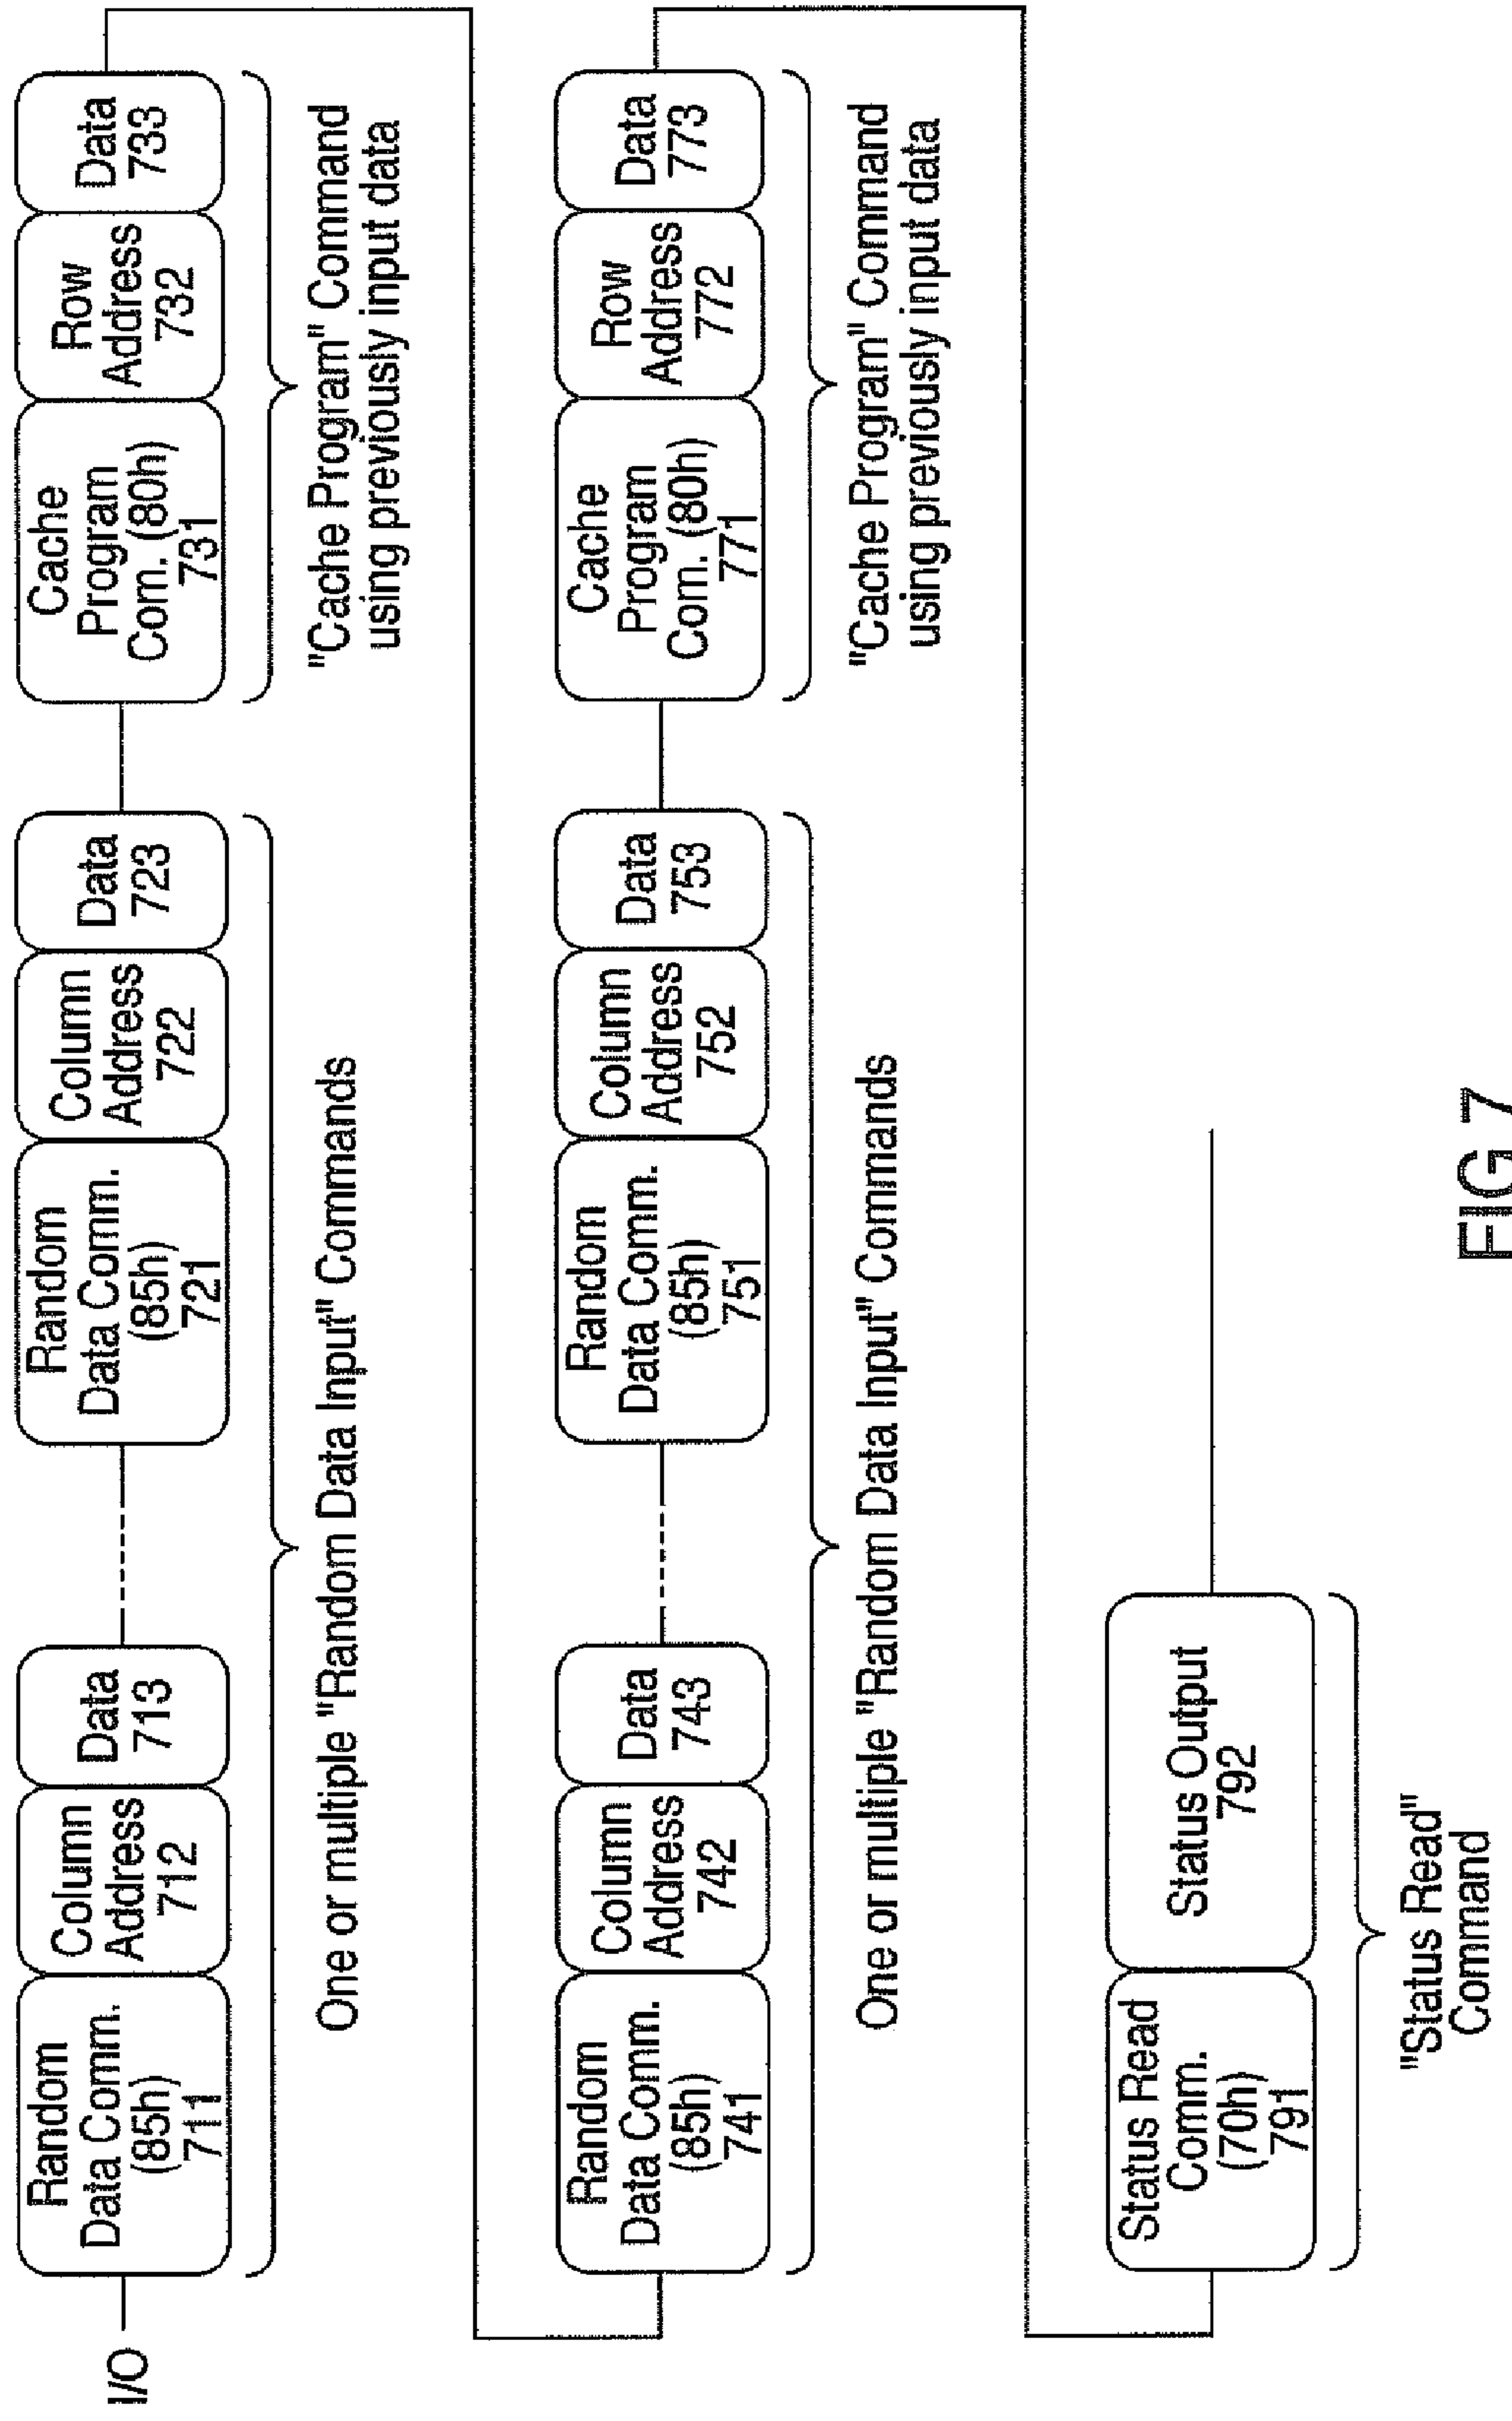 I/O
Random
Data Comm.
(85h)
711
Column
Address
712
Data
713
Random
Data Comm.
(85h)
721
Column
Address
722
Data
723
Cache
Program
Com. (80h)
731
Row
Address
732
Data
733
One or multiple "Random Data Input" Commands
"Cache Program" Command
using previously input data
Random
Data Comm.
(85h)
741
Column
Address
742
Data
743
Random
Data Comm.
(85h)
751
Column
Address
752
Data
753
Cache
Program
Com. (80h)
771
Row
Address
772
Data
773
One or multiple "Random Data Input" Commands
"Cache Program" Command
using previously input data
Status Read
Comm.
(70h)
791
Status Output
792
"Status Read"
Command
FIG 7